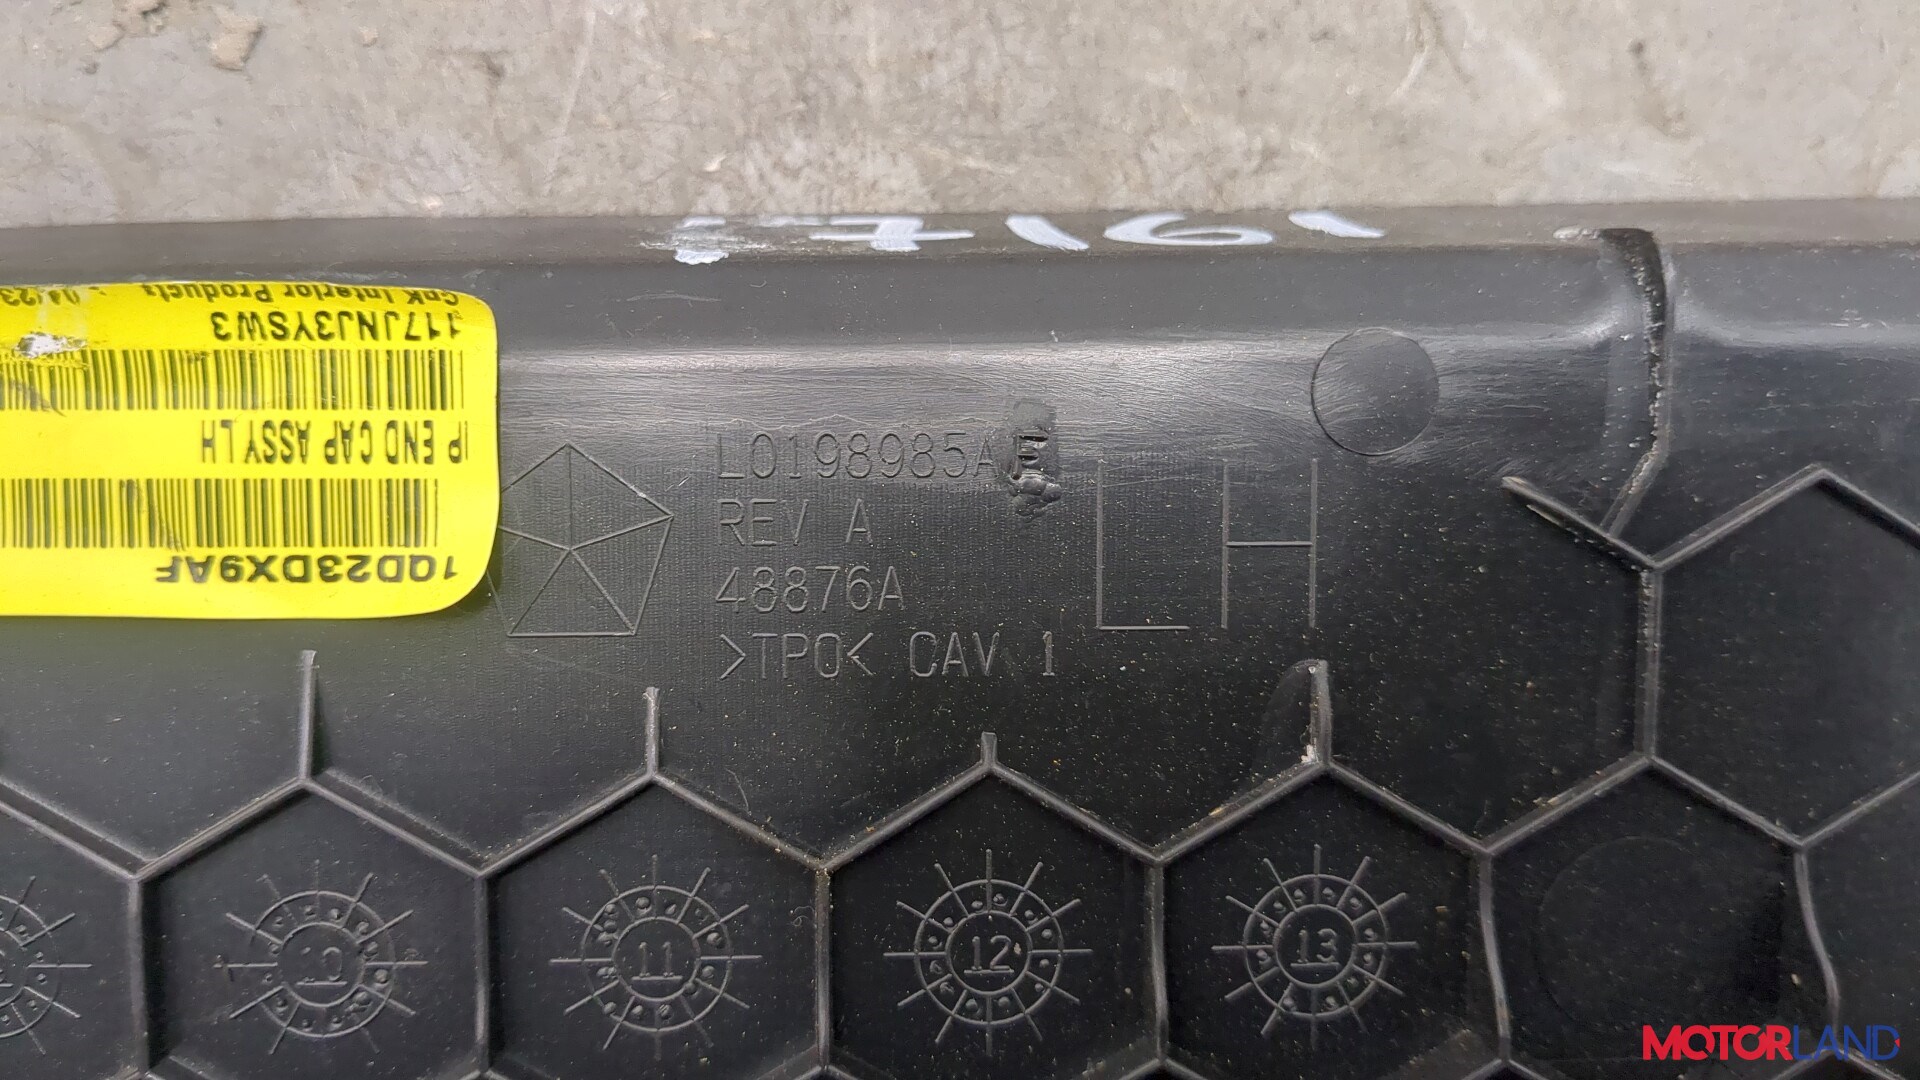 7161
CpK Interior Products
117JNJ3YSW3
IP END CAP ASSY LH
1QD23DX9AF
L0198985A E
REV A
48876A
>TPO< CAV 1
LH
10
11
12
13
MOTORLAND